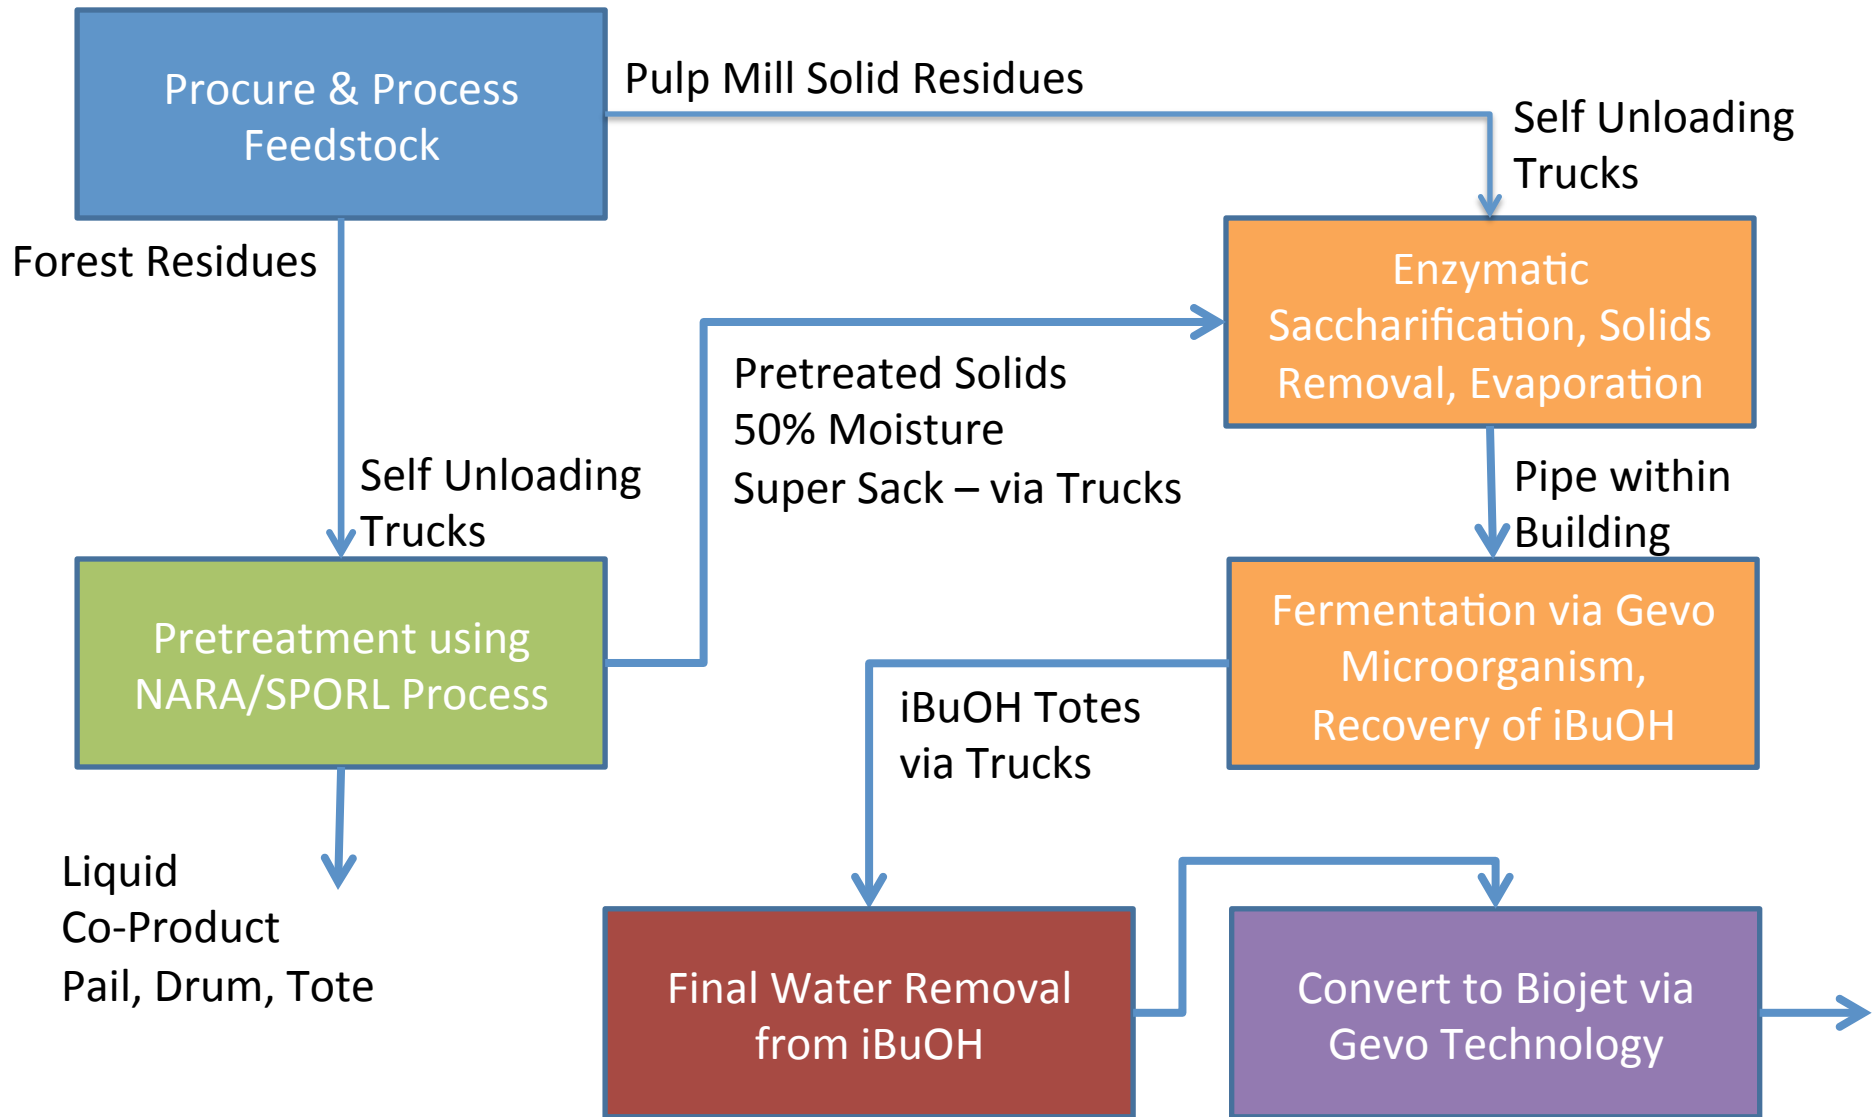 Procure & Process
Feedstock
Pulp Mill Solid Residues
Self Unloading
Trucks
Forest Residues
Enzymatic
Saccharification, Solids
Removal, Evaporation
Pretreated Solids
50% Moisture
Super Sack – via Trucks
Self Unloading
Trucks
Pipe within
Building
Pretreatment using
NARA/SPORL Process
Fermentation via Gevo
Microorganism,
Recovery of iBuOH
iBuOH Totes
via Trucks
Liquid
Co-Product
Pail, Drum, Tote
Final Water Removal
from iBuOH
Convert to Biojet via
Gevo Technology